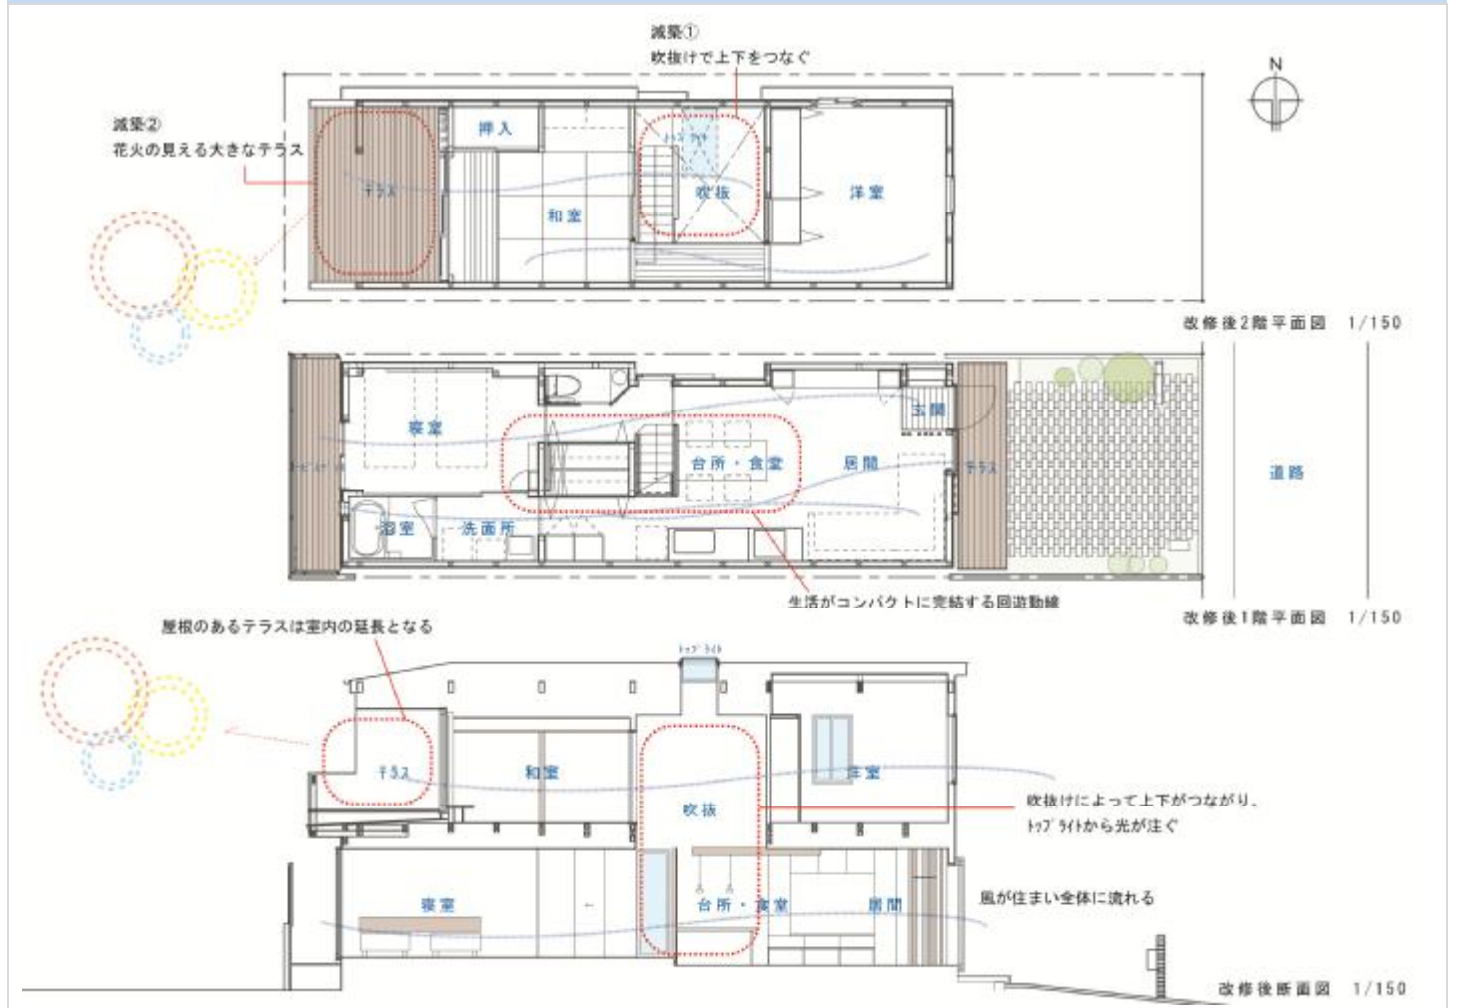 減築①
吹抜けで上下をつなぐ
N
減築②
花火の見える大きなテラス
押入
トップライト
テラス
和室
吹抜
洋室
改修後2階平面図 1/150
寝室
玄関
台所・食堂
居間
テラス
道路
浴室
洗面所
生活がコンパクトに完結する回遊動線
改修後1階平面図 1/150
屋根のあるテラスは室内の延長となる
トップライト
テラス
和室
洋室
吹抜
吹抜けによって上下がつながり、
トップライトから光が注ぐ
寝室
台所・食堂
居間
風が住まい全体に流れる
改修後断面図 1/150